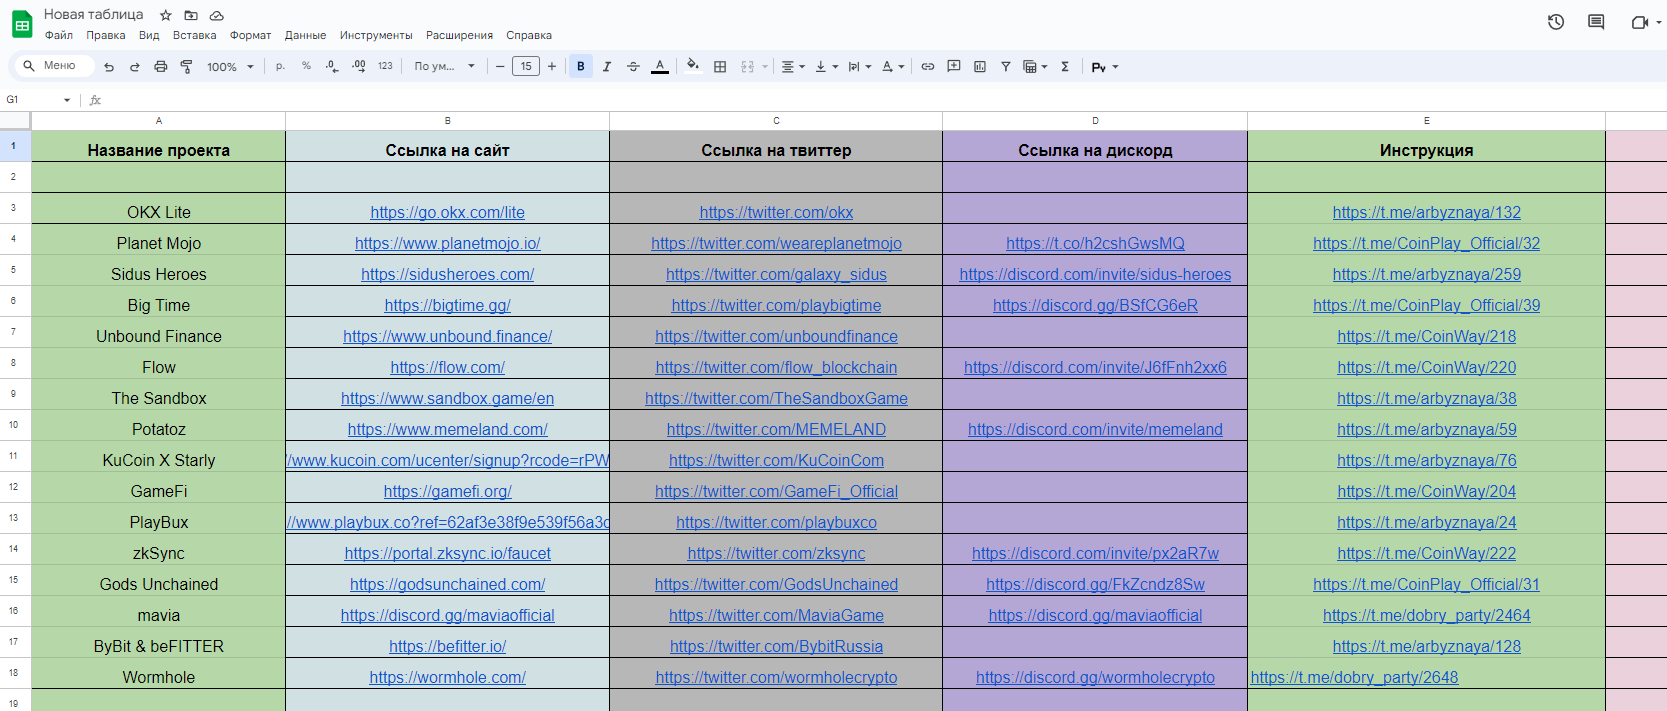 Новая таблица
Файл Правка Вид Вставка Формат Данные Инструменты Расширения Справка
Меню 100% р. % .0 .00 123 По ум... 15 B I A Σ Pγ
G1 fx
A B C D E
1 Название проекта Ссылка на сайт Ссылка на твиттер Ссылка на дискорд Инструкция
2
3 OKX Lite https://go.okx.com/lite https://twitter.com/okx https://t.me/arbyznaya/132
4 Planet Mojo https://www.planetmojo.io/ https://twitter.com/weareplanetmojo https://t.co/h2cshGwsMQ https://t.me/CoinPlay_Official/32
5 Sidus Heroes https://sidusheroes.com/ https://twitter.com/galaxy_sidus https://discord.com/invite/sidus-heroes https://t.me/arbyznaya/259
6 Big Time https://bigtime.gg/ https://twitter.com/playbigtime https://discord.gg/BSfCG6eR https://t.me/CoinPlay_Official/39
7 Unbound Finance https://www.unbound.finance/ https://twitter.com/unboundfinance https://t.me/CoinWay/218
8 Flow https://flow.com/ https://twitter.com/flow_blockchain https://discord.com/invite/J6fFnh2xx6 https://t.me/CoinWay/220
9 The Sandbox https://www.sandbox.game/en https://twitter.com/TheSandboxGame https://t.me/arbyznaya/38
10 Potatoz https://www.memeland.com/ https://twitter.com/MEMELAND https://discord.com/invite/memeland https://t.me/arbyznaya/59
11 KuCoin X Starly //www.kucoin.com/ucenter/signup?rcode=rPW https://twitter.com/KuCoinCom https://t.me/arbyznaya/76
12 GameFi https://gamefi.org/ https://twitter.com/GameFi_Official https://t.me/CoinWay/204
13 PlayBux //www.playbux.co?ref=62af3e38f9e539f56a3c https://twitter.com/playbuxco https://t.me/arbyznaya/24
14 zkSync https://portal.zksync.io/faucet https://twitter.com/zksync https://discord.com/invite/px2aR7w https://t.me/CoinWay/222
15 Gods Unchained https://godsunchained.com/ https://twitter.com/GodsUnchained https://discord.gg/FkZcndz8Sw https://t.me/CoinPlay_Official/31
16 mavia https://discord.gg/maviaofficial https://twitter.com/MaviaGame https://discord.gg/maviaofficial https://t.me/dobry_party/2464
17 ByBit & beFITTER https://befitter.io/ https://twitter.com/BybitRussia https://t.me/arbyznaya/128
18 Wormhole https://wormhole.com/ https://twitter.com/wormholecrypto https://discord.gg/wormholecrypto https://t.me/dobry_party/2648
19